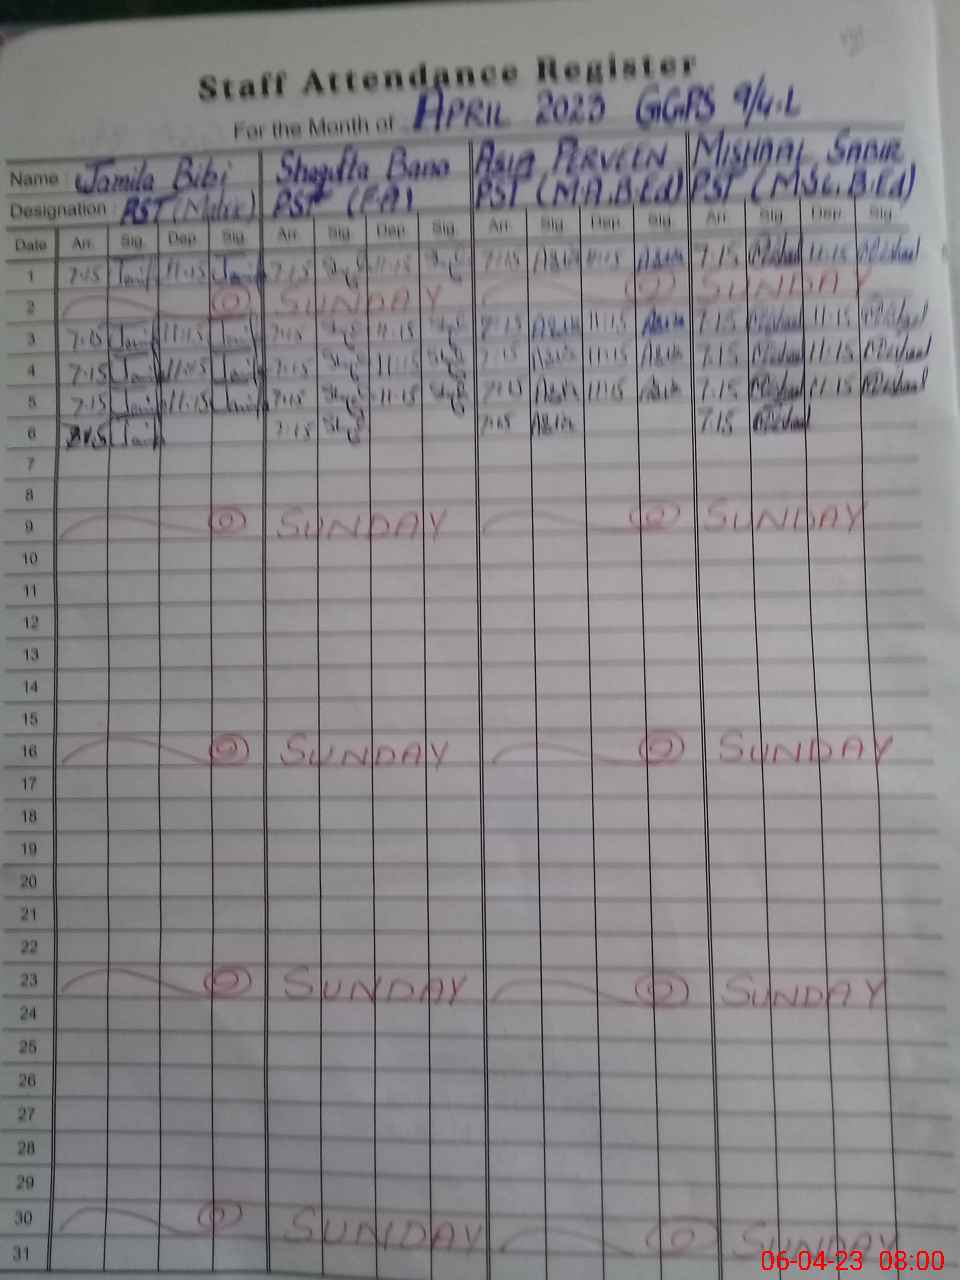 Staff Attendance Register
For the Month of APRIL 2023 GGPS 9/4.L
Name Jamila Bibi Shagufta Bano ASIA PERVEEN MISHAAL SABIR
Designation PST (Matric) PST (F.A) PST (M.A.B.Ed) PST (M.Sc.B.Ed)
Date Arr. Sig. Dep. Sig. Arr. Sig. Dep. Sig. Arr. Sig. Dep. Sig. Arr. Sig. Dep. Sig.
1 7:15 Jamil 11:15 Jamil 7:15 11:15 7:15 Asia 11:15 Asia 7:15 Mishaal 11:15 Mishaal
2 SUNDAY SUNDAY
3 7:15 Jamil 11:15 Jamil 7:15 11:15 7:15 Asia 11:15 Asia 7:15 Mishaal 11:15 Mishaal
4 7:15 Jamil 11:15 Jamil 7:15 11:15 7:15 Asia 11:15 Asia 7:15 Mishaal 11:15 Mishaal
5 7:15 Jamil 11:15 Jamil 7:15 11:15 7:15 Asia 11:15 Asia 7:15 Mishaal 11:15 Mishaal
6 Jamil 7:15 Asia 7:15 Mishaal
7
8
9 SUNDAY SUNDAY
10
11
12
13
14
15
16 SUNDAY SUNDAY
17
18
19
20
21
22
23 SUNDAY SUNDAY
24
25
26
27
28
29
30 SUNDAY SUNDAY
31
06-04-23 08:00